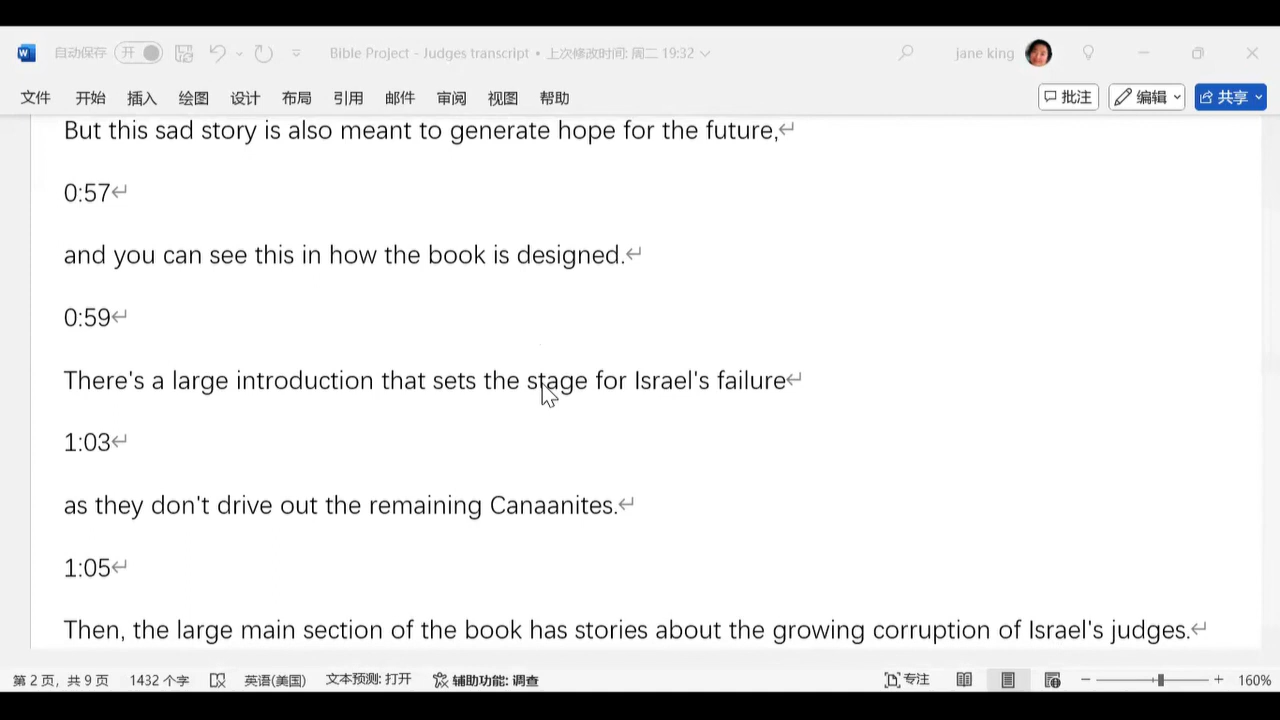 W 自动保存 开 Bible Project - Judges transcript • 上次修改时间: 周二 19:32 jane king
文件 开始 插入 绘图 设计 布局 引用 邮件 审阅 视图 帮助 批注 编辑 共享
But this sad story is also meant to generate hope for the future,
0:57
and you can see this in how the book is designed.
0:59
There's a large introduction that sets the stage for Israel's failure
1:03
as they don't drive out the remaining Canaanites.
1:05
Then, the large main section of the book has stories about the growing corruption of Israel's judges.
第 2 页, 共 9 页 1432 个字 英语(美国) 文本预测: 打开 辅助功能: 调查 专注 160%